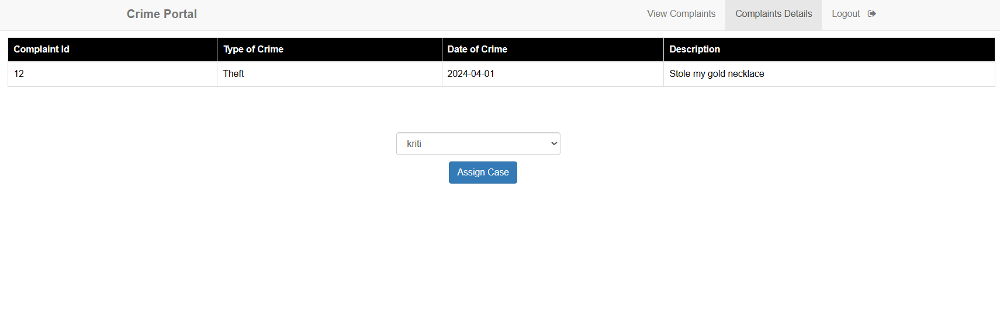 Crime Portal View Complaints Complaints Details Logout
Complaint Id Type of Crime Date of Crime Description
12 Theft 2024-04-01 Stole my gold necklace
kriti
Assign Case